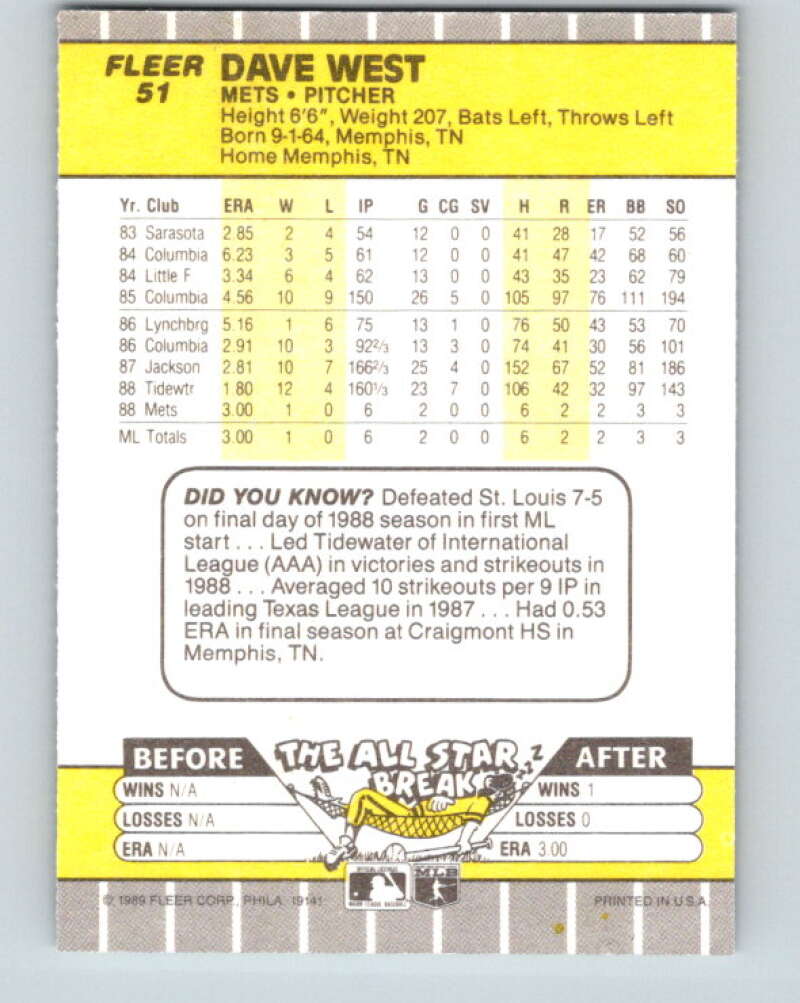 FLEER DAVE WEST
51 METS • PITCHER
Height 6'6", Weight 207, Bats Left, Throws Left
Born 9-1-64, Memphis, TN
Home Memphis, TN
Yr. Club ERA W L IP G CG SV H R ER BB SO
83 Sarasota 2.85 2 4 54 12 0 0 41 28 17 52 56
84 Columbia 6.23 3 5 61 12 0 0 41 47 42 68 60
84 Little F 3.34 6 4 62 13 0 0 43 35 23 62 79
85 Columbia 4.56 10 9 150 26 5 0 105 97 76 111 194
86 Lynchbrg 5.16 1 6 75 13 1 0 76 50 43 53 70
86 Columbia 2.91 10 3 92⅔ 13 3 0 74 41 30 56 101
87 Jackson 2.81 10 7 166⅔ 25 4 0 152 67 52 81 186
88 Tidewtr 1.80 12 4 160⅓ 23 7 0 106 42 32 97 143
88 Mets 3.00 1 0 6 2 0 0 6 2 2 3 3
ML Totals 3.00 1 0 6 2 0 0 6 2 2 3 3
DID YOU KNOW? Defeated St. Louis 7-5
on final day of 1988 season in first ML
start . . . Led Tidewater of International
League (AAA) in victories and strikeouts in
1988 . . . Averaged 10 strikeouts per 9 IP in
leading Texas League in 1987 . . . Had 0.53
ERA in final season at Craigmont HS in
Memphis, TN.
BEFORE THE ALL STAR BREAK ZZZZ AFTER
WINS N/A WINS 1
LOSSES N/A LOSSES 0
ERA N/A ERA 3.00
MAJOR LEAGUE BASEBALL MLB
© 1989 FLEER CORP., PHILA. 19141 PRINTED IN U.S.A.